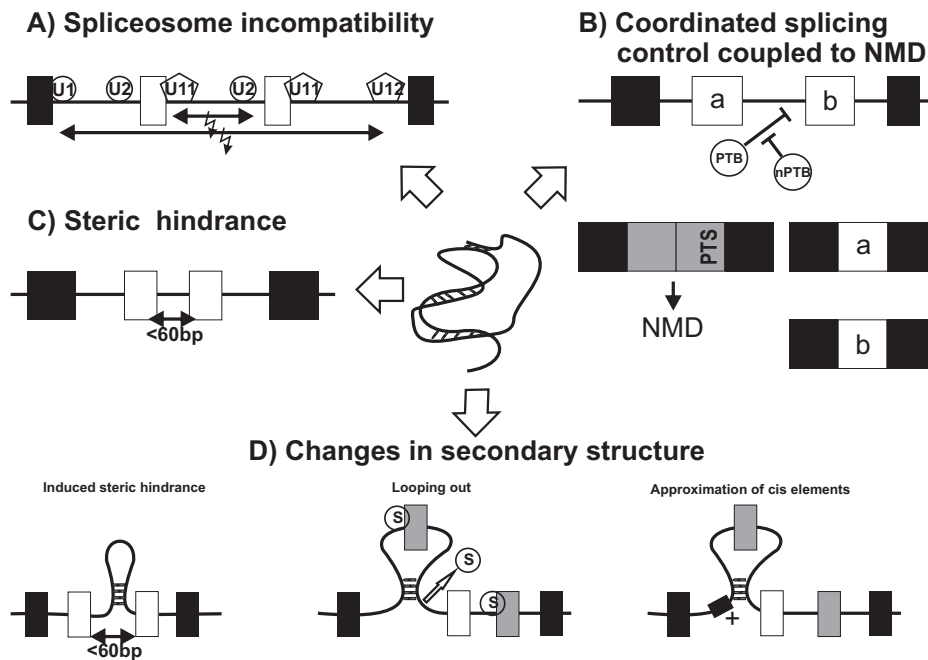 A) Spliceosome incompatibility
U1 U2 U11 U2 U11 U12
B) Coordinated splicing
control coupled to NMD
a b
PTB
nPTB
C) Steric hindrance
<60bp
PTS
NMD
a
b
D) Changes in secondary structure
Induced steric hindrance
<60bp
Looping out
S
S
S
Approximation of cis elements
+